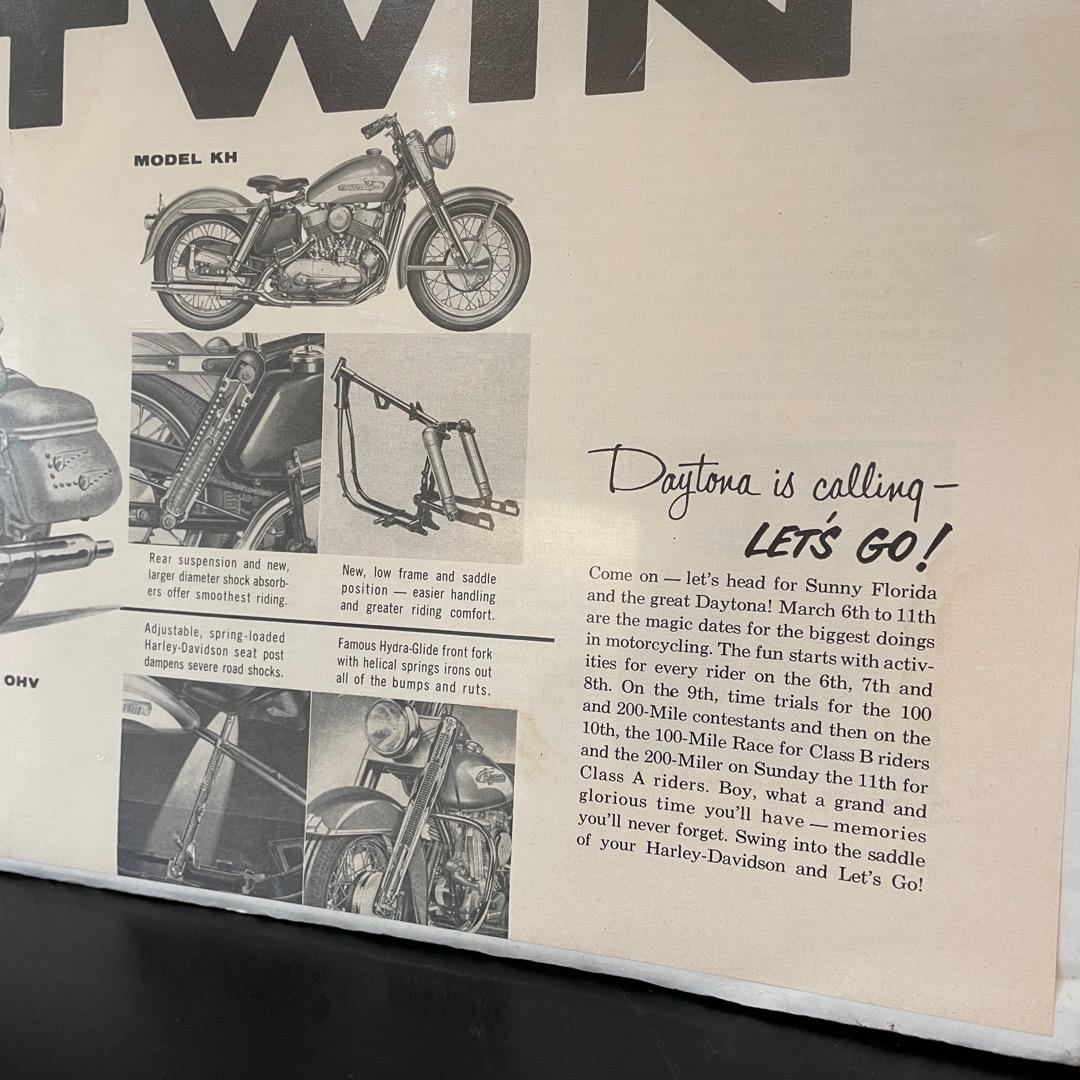 TWIN
MODEL KH
Rear suspension and new,
larger diameter shock absorb-
ers offer smoothest riding.
New, low frame and saddle
position — easier handling
and greater riding comfort.
Adjustable, spring-loaded
Harley-Davidson seat post
dampens severe road shocks.
Famous Hydra-Glide front fork
with helical springs irons out
all of the bumps and ruts.
OHV
Daytona is calling—
LET'S GO!
Come on — let's head for Sunny Florida
and the great Daytona! March 6th to 11th
are the magic dates for the biggest doings
in motorcycling. The fun starts with activ-
ities for every rider on the 6th, 7th and
8th. On the 9th, time trials for the 100
and 200-Mile contestants and then on the
10th, the 100-Mile Race for Class B riders
and the 200-Miler on Sunday the 11th for
Class A riders. Boy, what a grand and
glorious time you'll have — memories
you'll never forget. Swing into the saddle
of your Harley-Davidson and Let's Go!